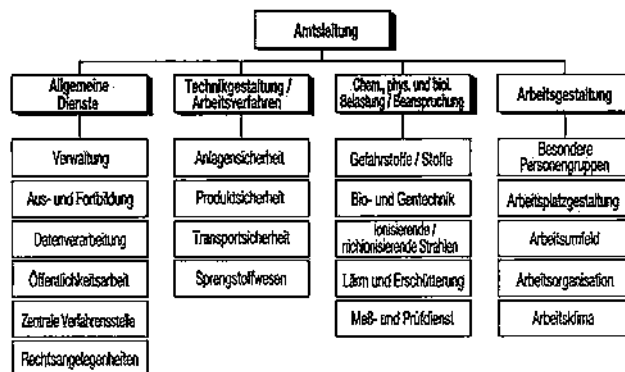 Amtsleitung
Allgemeine
Dienste
Technikgestaltung /
Arbeitsverfahren
Chem., phys. und biol.
Belastung / Beanspruchung
Arbeitsgestaltung
Verwaltung
Aus- und Fortbildung
Datenverarbeitung
Öffentlichkeitsarbeit
Zentrale Verfahrensstelle
Rechtsangelegenheiten
Anlagensicherheit
Produktsicherheit
Transportsicherheit
Sprengstoffwesen
Gefahrstoffe / Stoffe
Bio- und Gentechnik
Ionisierende /
nichionisierende Strahlen
Lärm und Erschütterung
Meß- und Prüfdienst
Besondere
Personengruppen
Arbeitsplatzgestaltung
Arbeitsumfeld
Arbeitsorganisation
Arbeitsklima